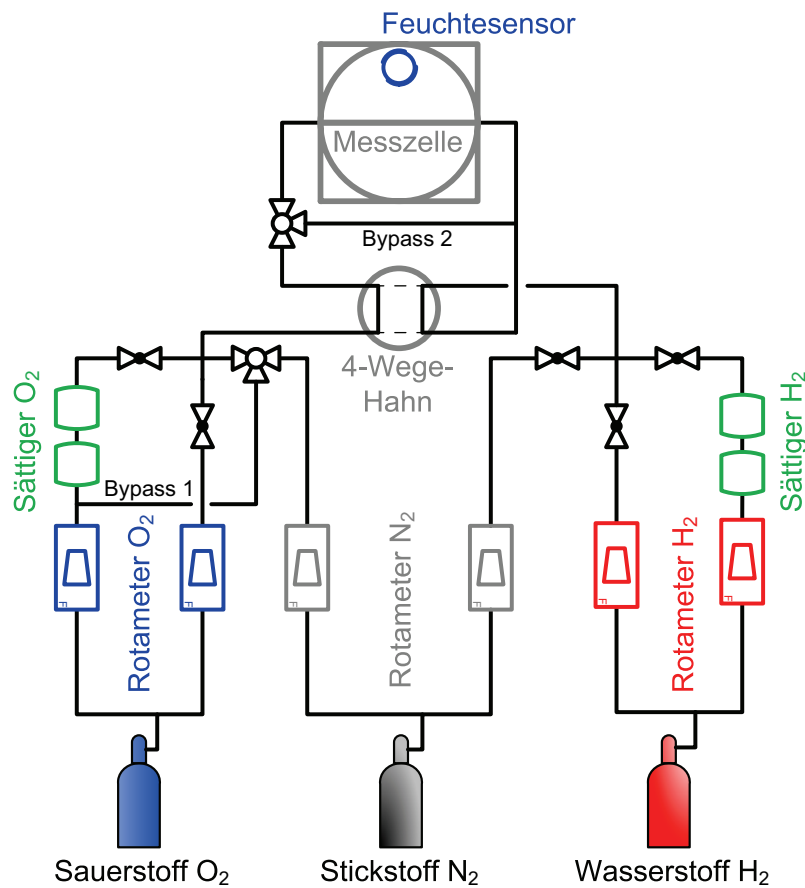 Feuchtesensor
Messzelle
Bypass 2
4-Wege-
Hahn
Sättiger O₂
Sättiger H₂
Bypass 1
Rotameter O₂
Rotameter N₂
Rotameter H₂
F
F
F
F
F
F
Sauerstoff O₂
Stickstoff N₂
Wasserstoff H₂